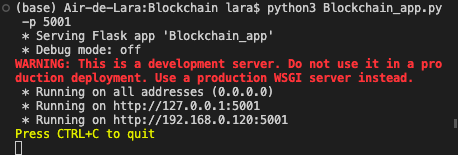 (base) Air-de-Lara:Blockchain lara$ python3 Blockchain_app.py
-p 5001
* Serving Flask app 'Blockchain_app'
* Debug mode: off
WARNING: This is a development server. Do not use it in a pro
duction deployment. Use a production WSGI server instead.
* Running on all addresses (0.0.0.0)
* Running on http://127.0.0.1:5001
* Running on http://192.168.0.120:5001
Press CTRL+C to quit